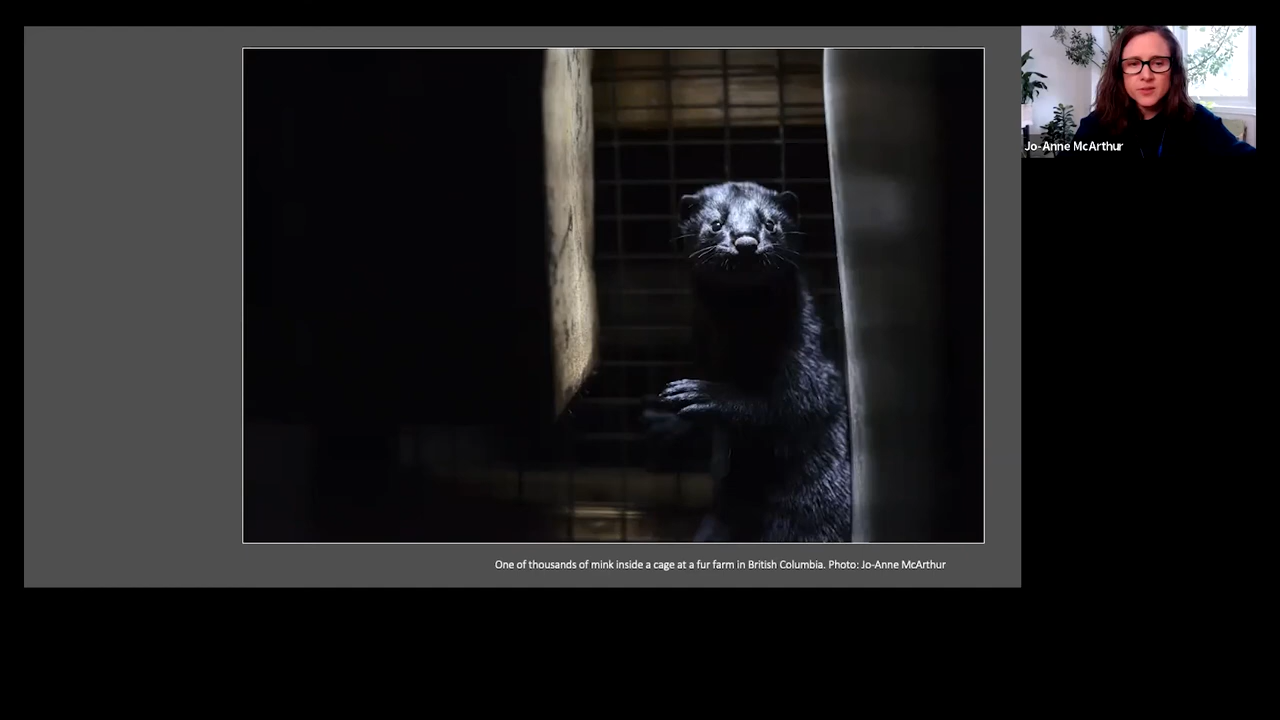 Jo-Anne McArthur
One of thousands of mink inside a cage at a fur farm in British Columbia. Photo: Jo-Anne McArthur